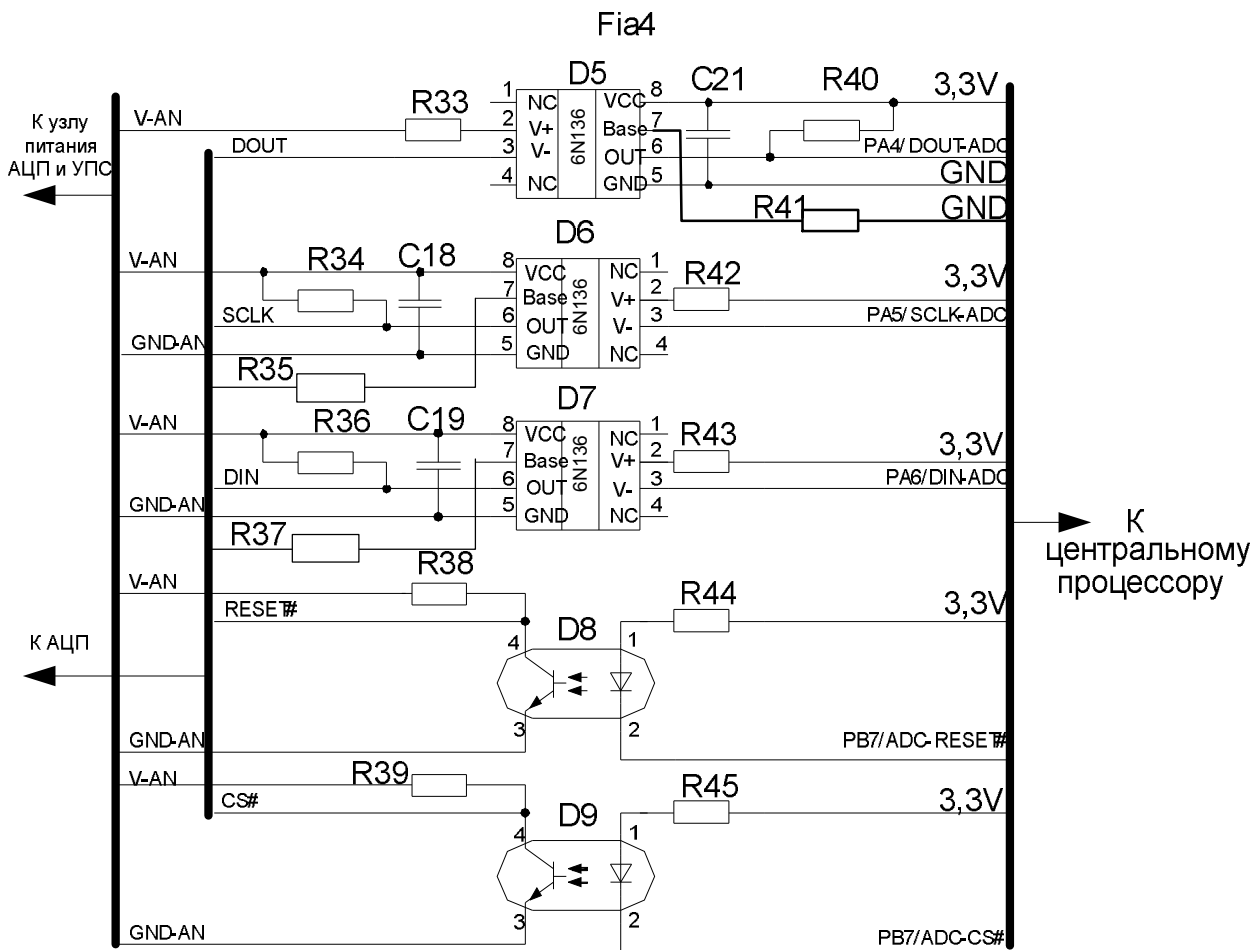 Fia4
D5
C21
R40
3,3V
R33
V-AN
К узлу
питания
АЦП и УПС
DOUT
1 NC VCC 8
2 V+ Base 7
3 V- OUT 6
4 NC GND 5
6N136
PA4/ DOUT-ADC
GND
R41
GND
D6
V-AN
R34
C18
8 VCC NC 1
7 Base V+ 2
6 OUT V- 3
5 GND NC 4
6N136
R42
3,3V
SCLK
PA5/ SCLK-ADC
GND-AN
R35
D7
V-AN
R36
C19
8 VCC NC 1
7 Base V+ 2
6 OUT V- 3
5 GND NC 4
6N136
R43
3,3V
DIN
PA6/DIN-ADC
GND-AN
R37
К
центральному
процессору
V-AN
R38
R44
3,3V
RESET#
D8
4
1
К АЦП
3
2
GND-AN
PB7/ADC-RESET#
V-AN
R39
R45
3,3V
CS#
D9
4
1
3
2
GND-AN
PB7/ADC-CS#